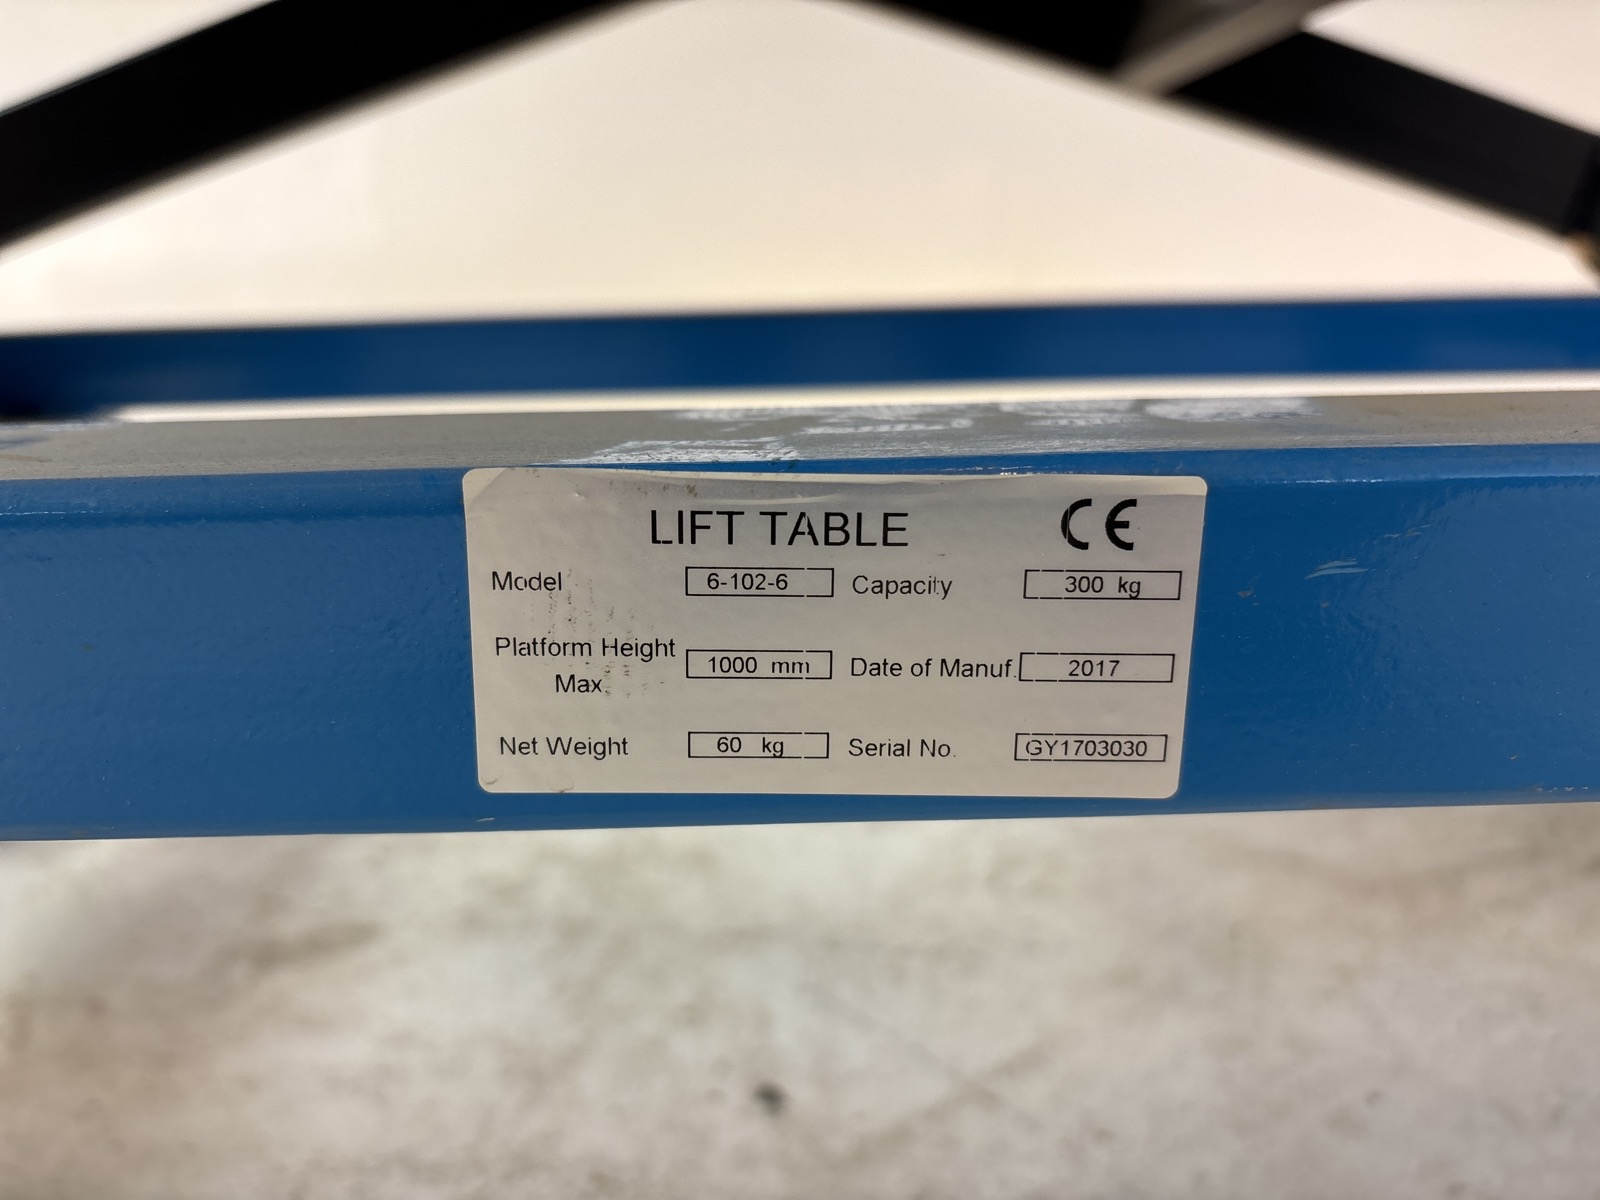 LIFT TABLE CE
Model 6-102-6 Capacity 300 kg
Platform Height
Max 1000 mm Date of Manuf. 2017
Net Weight 60 kg Serial No. GY1703030